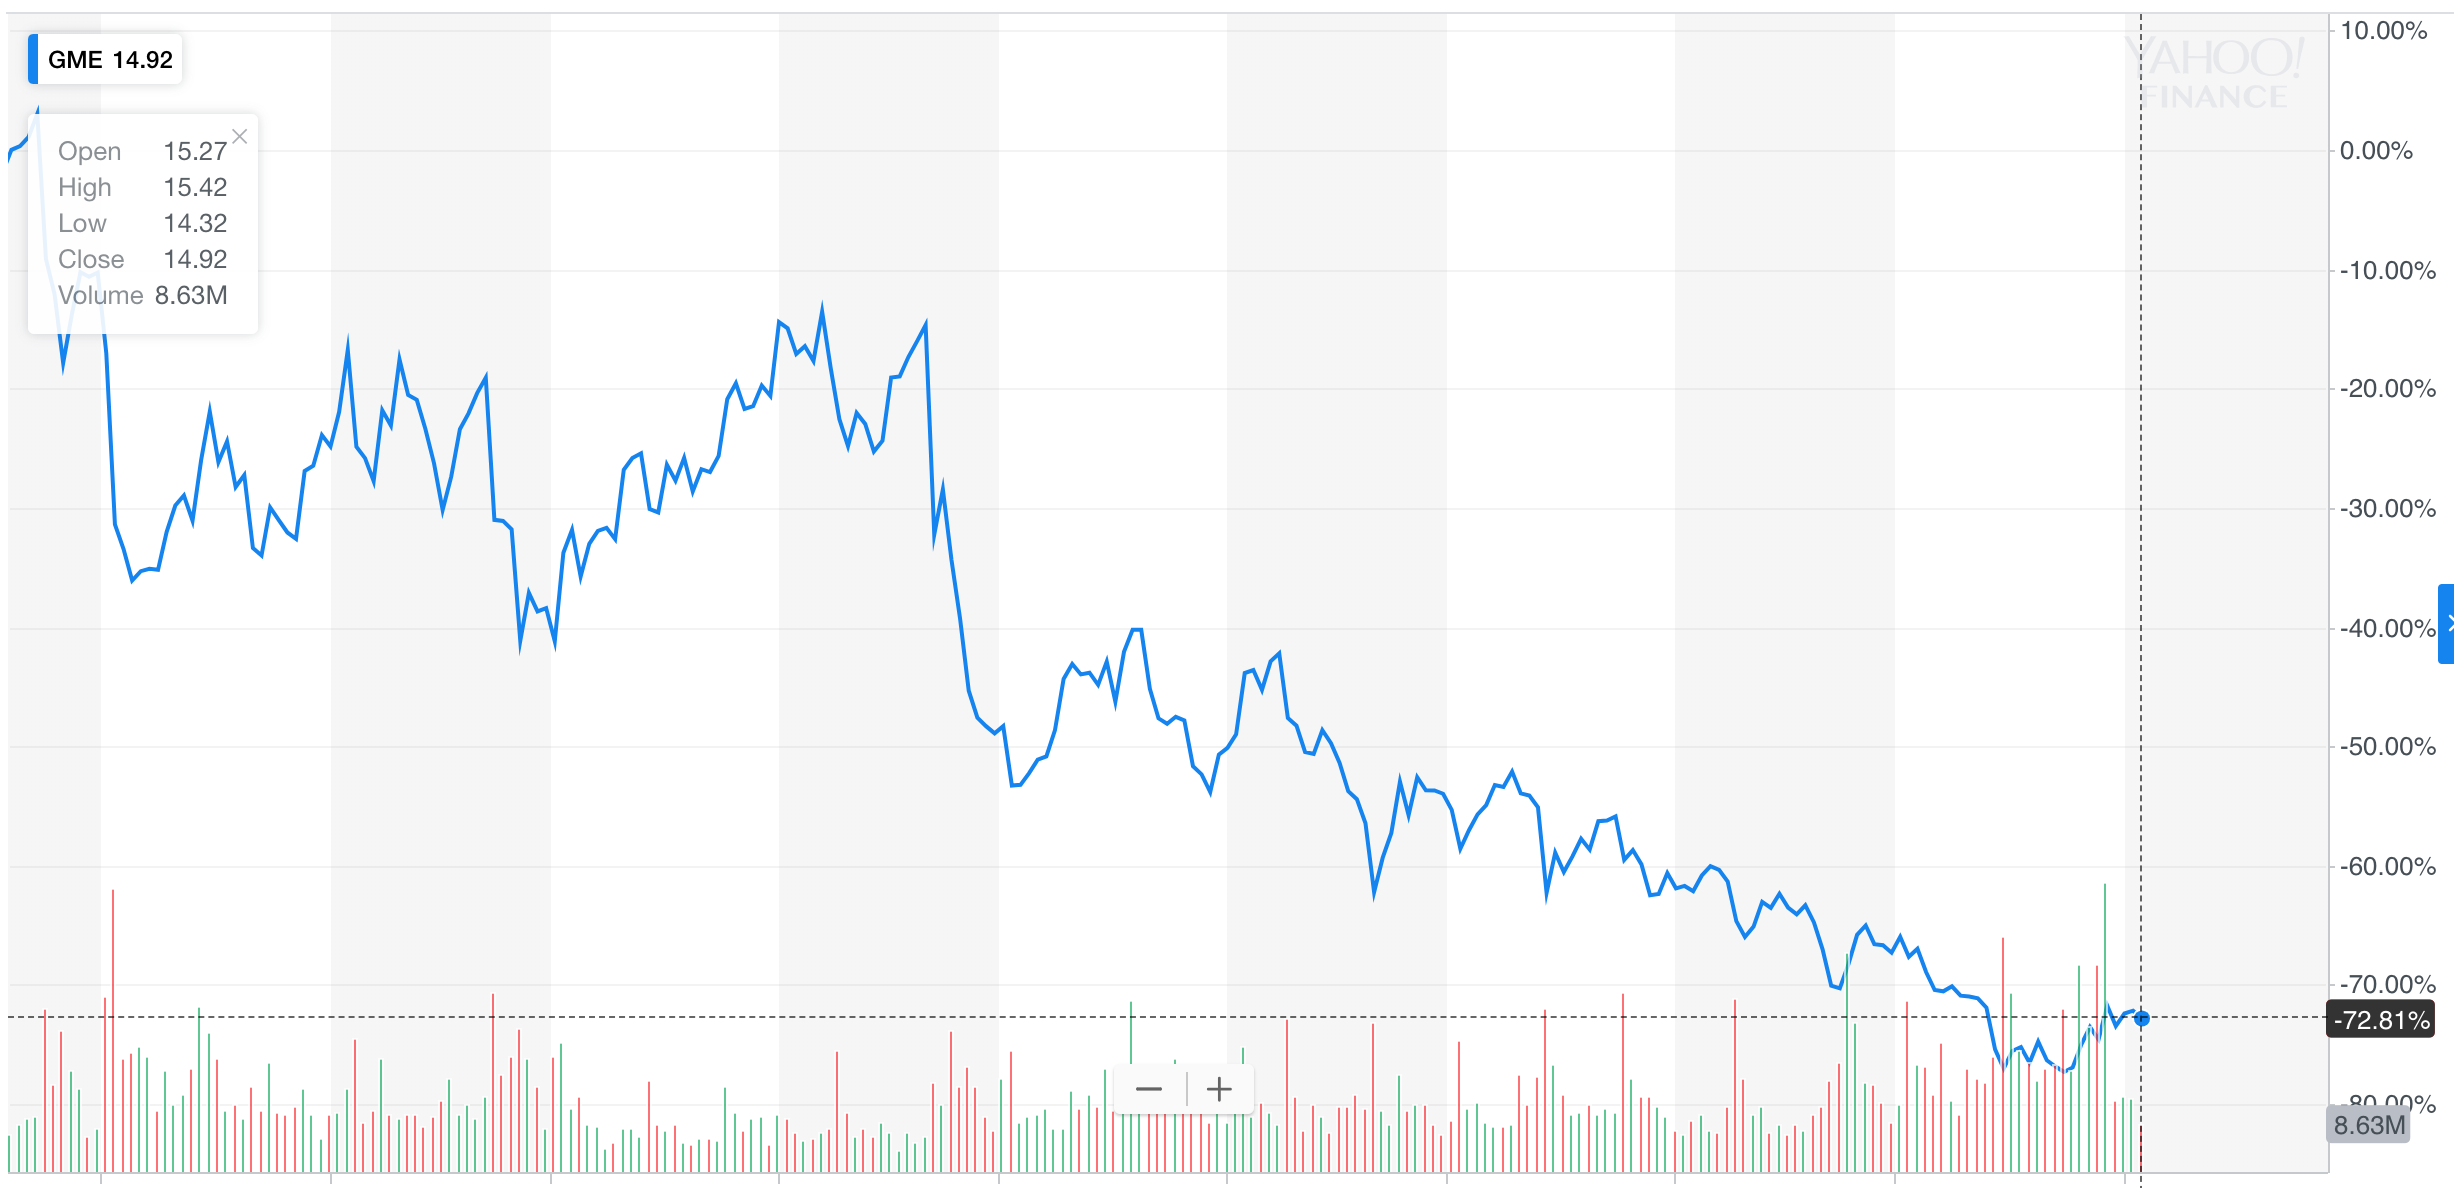 GME 14.92
Open 15.27
High 15.42
Low 14.32
Close 14.92
Volume 8.63M
YAHOO!
FINANCE
10.00%
0.00%
-10.00%
-20.00%
-30.00%
-40.00%
-50.00%
-60.00%
-70.00%
-72.81%
-80.00%
8.63M